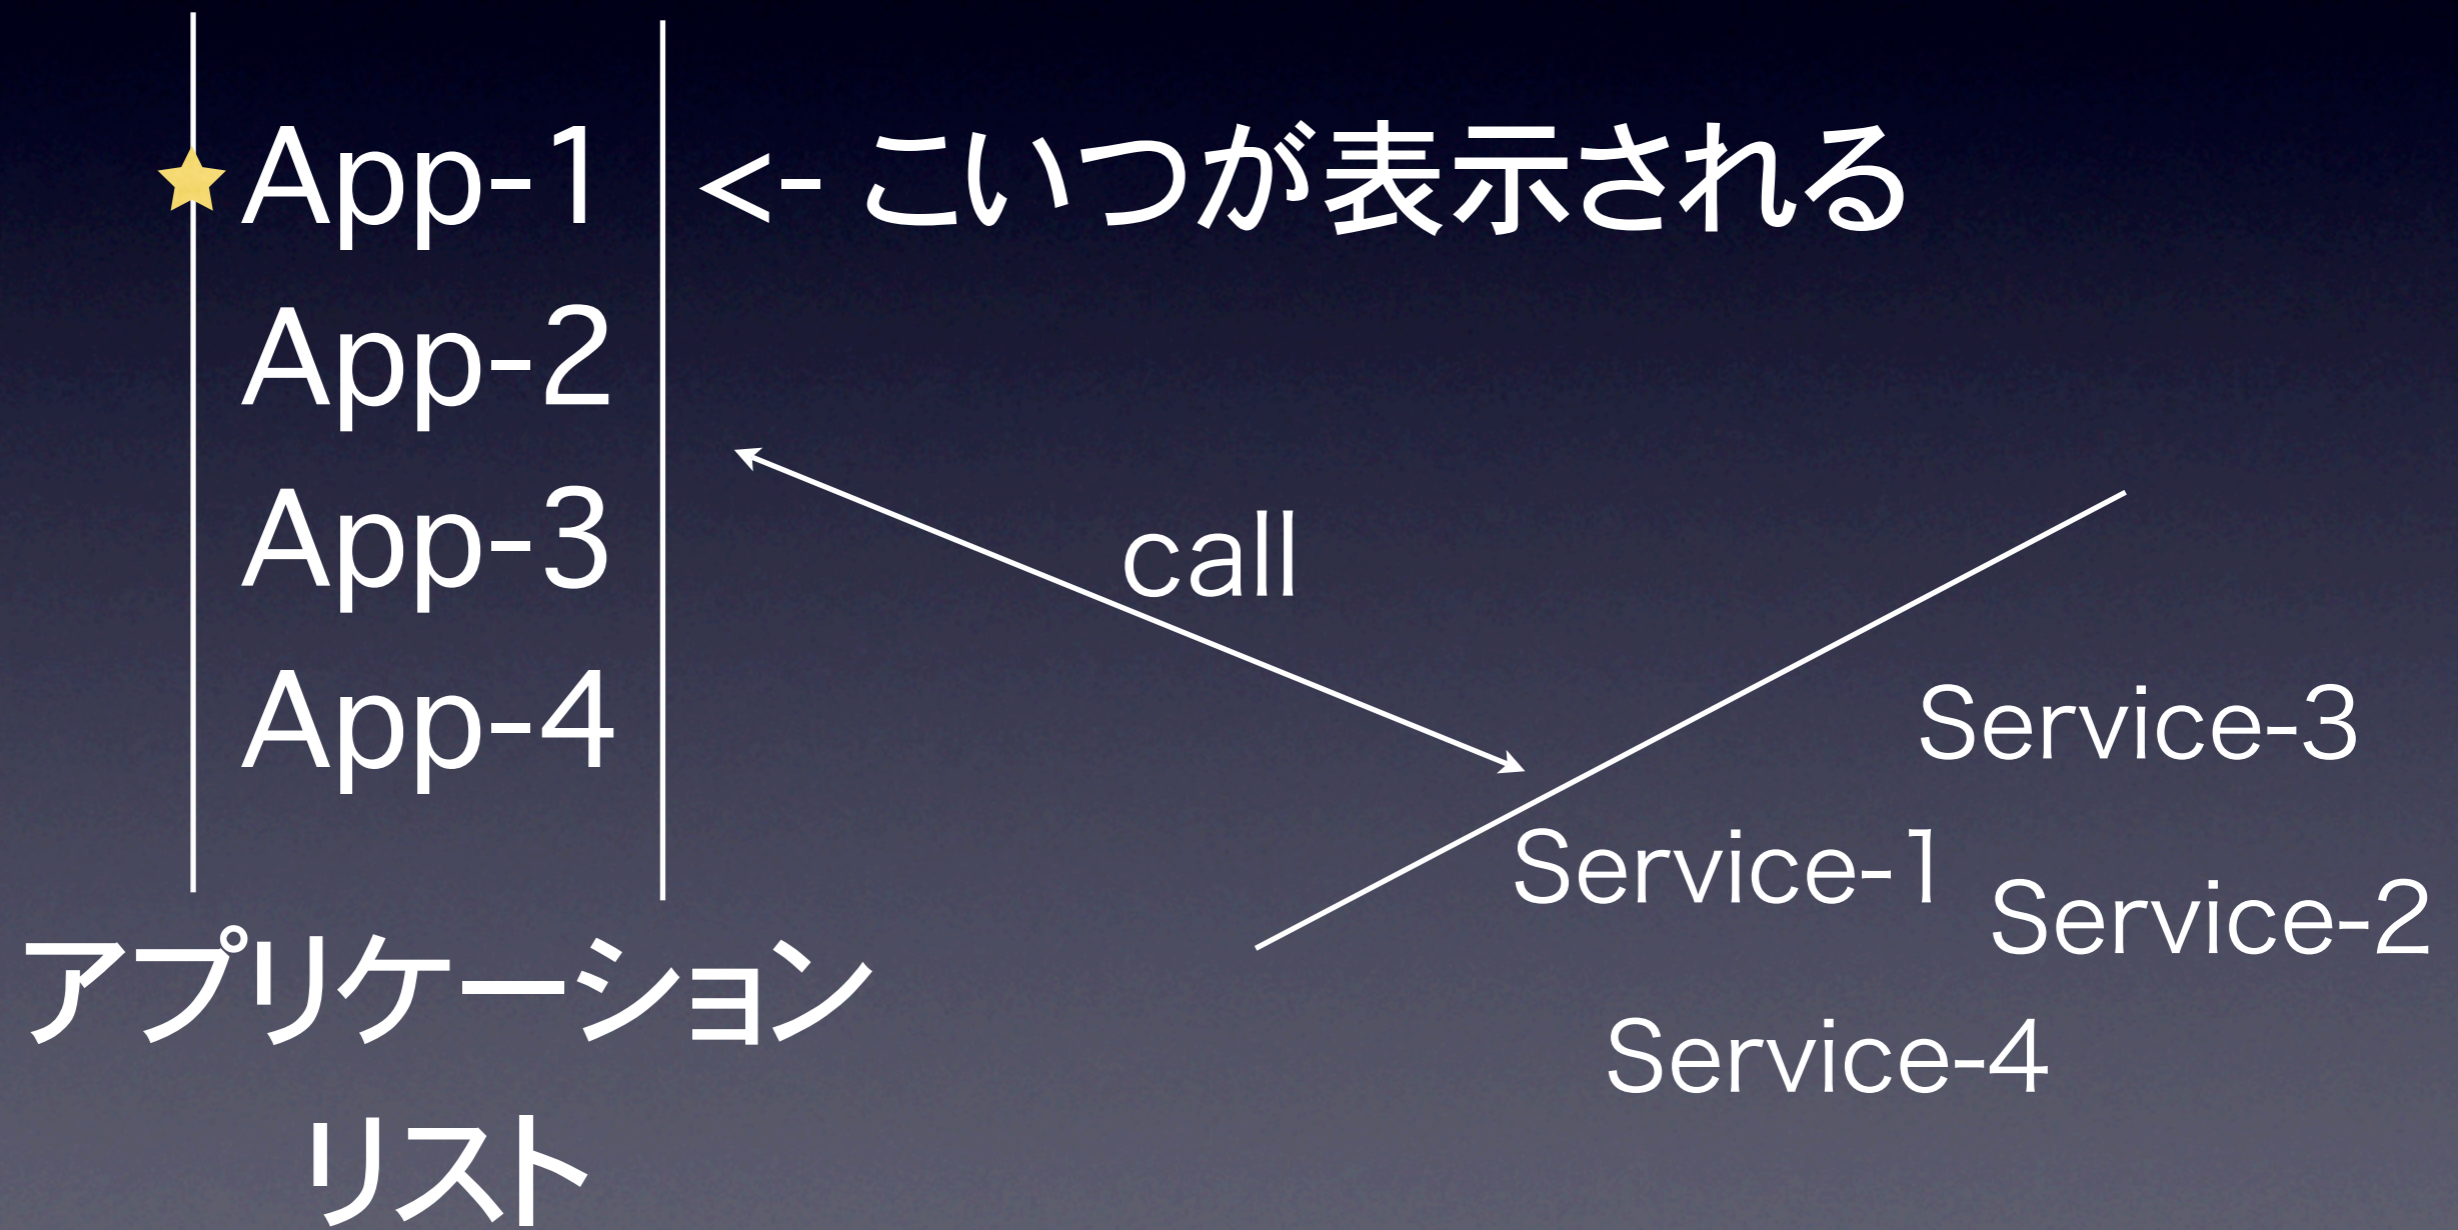 App-1 <- こいつが表示される
App-2
App-3
App-4
アプリケーション
リスト
call
Service-3
Service-1
Service-2
Service-4